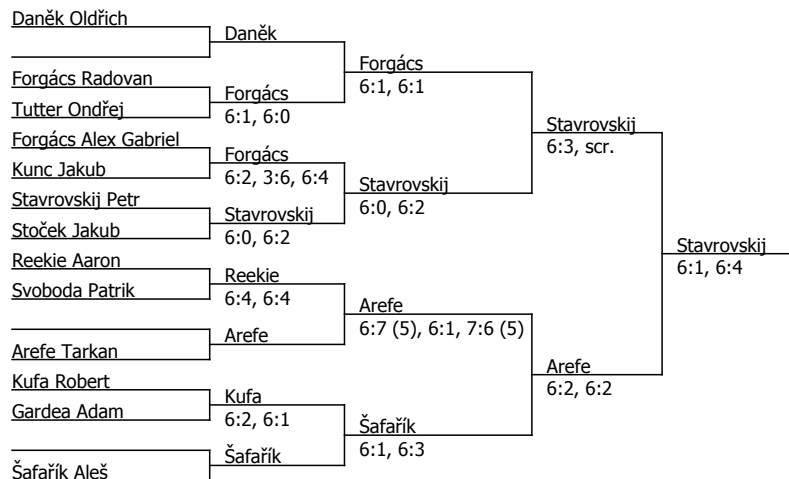 Daněk Oldřich
Forgács Radovan
Tutter Ondřej
Forgács Alex Gabriel
Kunc Jakub
Stavrovskij Petr
Stoček Jakub
Reekie Aaron
Svoboda Patrik
Arefe Tarkan
Kufa Robert
Gardea Adam
Šafařík Aleš
Daněk
Forgács
6:1, 6:0
Forgács
6:2, 3:6, 6:4
Stavrovskij
6:0, 6:2
Reekie
6:4, 6:4
Arefe
Kufa
6:2, 6:1
Šafařík
Forgács
6:1, 6:1
Stavrovskij
6:0, 6:2
Arefe
6:7 (5), 6:1, 7:6 (5)
Šafařík
6:1, 6:3
Stavrovskij
6:3, scr.
Arefe
6:2, 6:2
Stavrovskij
6:1, 6:4